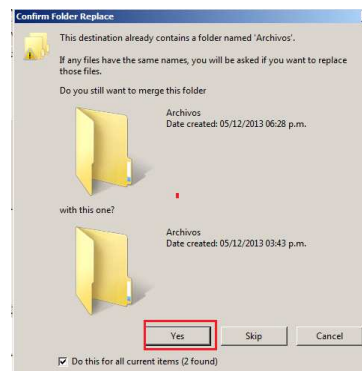 Confirm Folder Replace
This destination already contains a folder named 'Archivos'.
If any files have the same names, you will be asked if you want to replace
those files.
Do you still want to merge this folder
Archivos
Date created: 05/12/2013 06:28 p.m.
with this one?
Archivos
Date created: 05/12/2013 03:43 p.m.
Yes
Skip
Cancel
Do this for all current items (2 found)